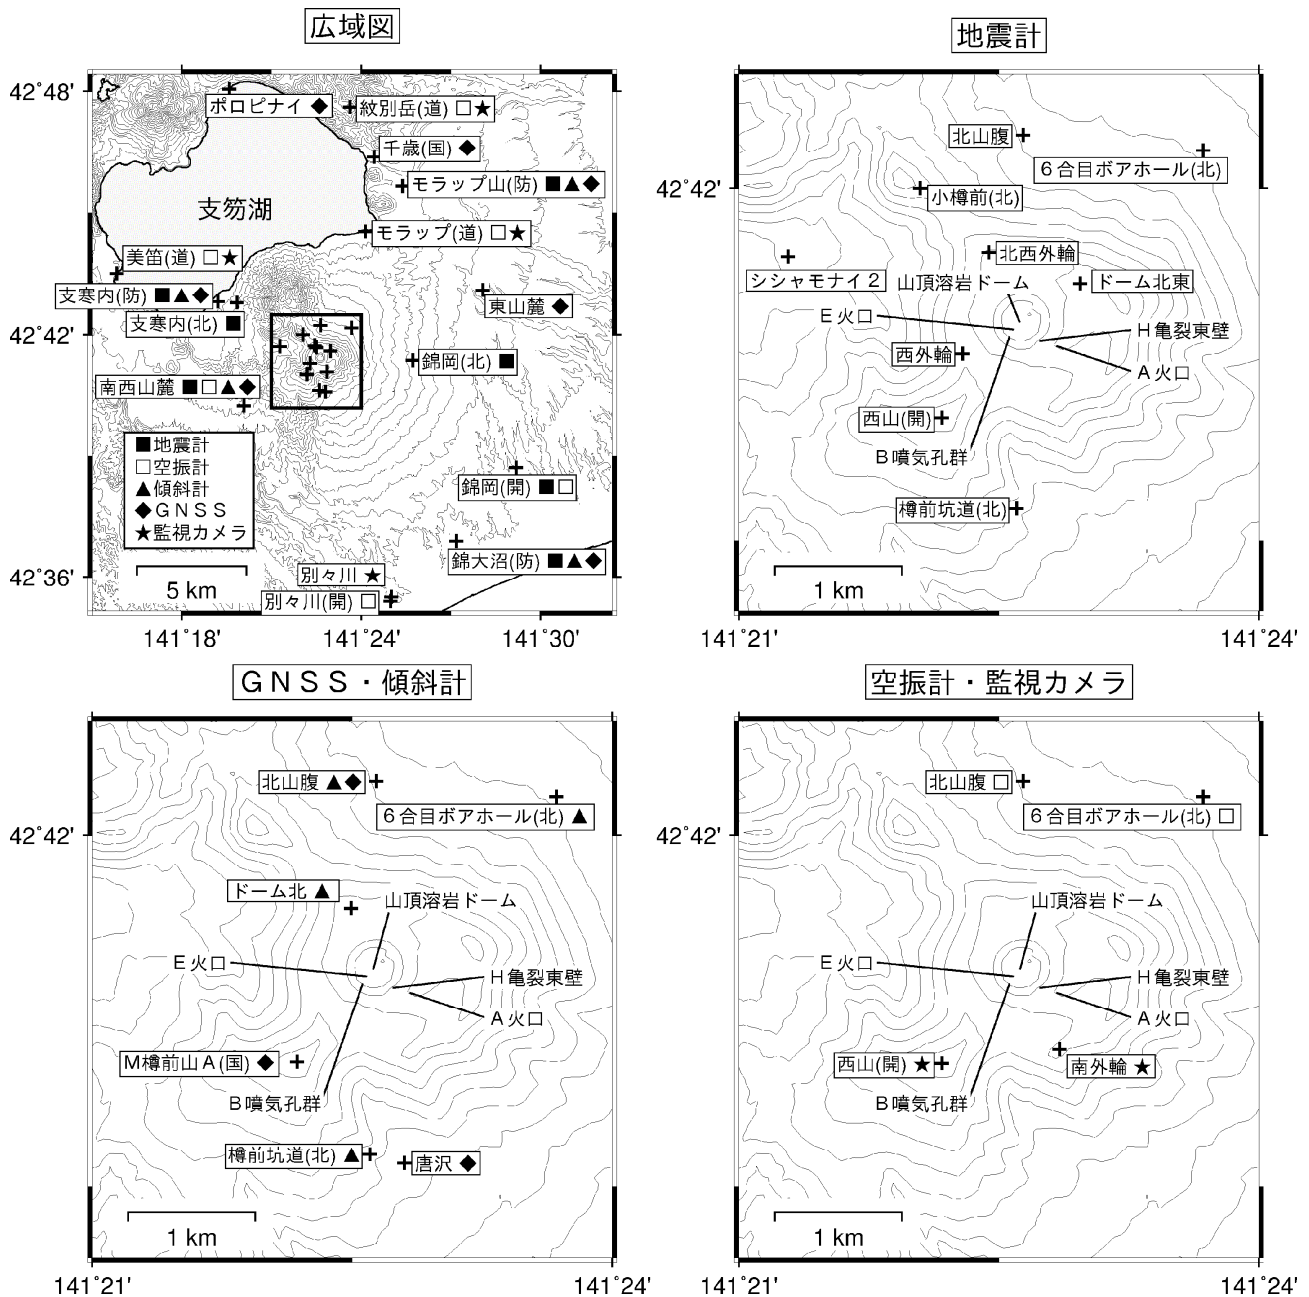 広域図
42°48'
ポロピナイ ◆
紋別岳(道) □★
千歳(国) ◆
モラップ山(防) ■▲◆
支笏湖
モラップ(道) □★
美笛(道) □★
支寒内(防) ■▲◆
東山麓 ◆
支寒内(北) ■
42°42'
錦岡(北) ■
南西山麓 ■□▲◆
■地震計
□空振計
▲傾斜計
◆GNSS
★監視カメラ
錦岡(開) ■□
錦大沼(防) ■▲◆
5 km
別々川 ★
別々川(開) □
42°36'
141°18'
141°24'
141°30'
地震計
北山腹
6合目ボアホール(北)
42°42'
小樽前(北)
北西外輪
シシャモナイ2
山頂溶岩ドーム
ドーム北東
E火口
H亀裂東壁
西外輪
A火口
西山(開)
B噴気孔群
樽前坑道(北)
1 km
141°21'
141°24'
GNSS・傾斜計
北山腹 ▲◆
6合目ボアホール(北) ▲
42°42'
ドーム北 ▲
山頂溶岩ドーム
E火口
H亀裂東壁
A火口
M樽前山A(国) ◆
B噴気孔群
樽前坑道(北) ▲
唐沢 ◆
1 km
141°21'
141°24'
空振計・監視カメラ
北山腹 □
6合目ボアホール(北) □
42°42'
山頂溶岩ドーム
E火口
H亀裂東壁
A火口
西山(開) ★
南外輪 ★
B噴気孔群
1 km
141°21'
141°24'